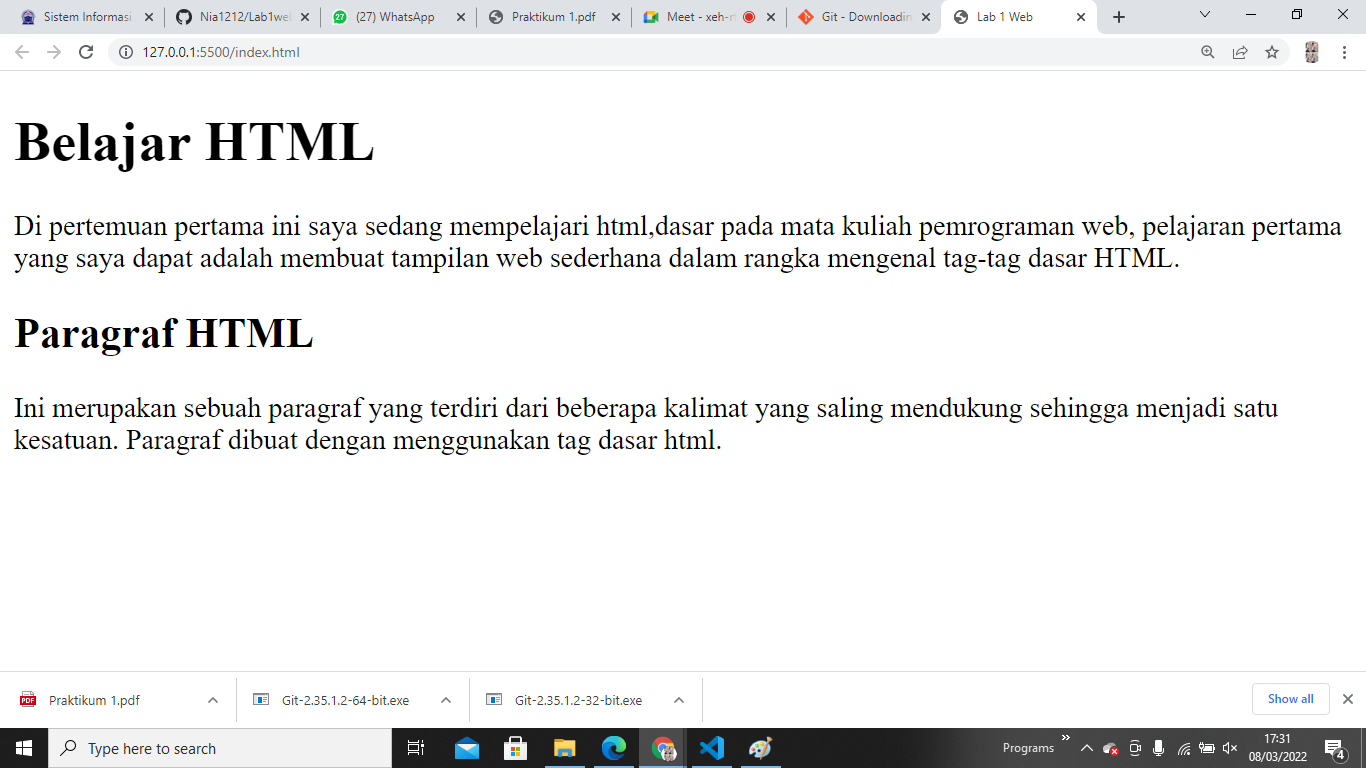 Sistem Informasi
Nia1212/Lab1we
(27) WhatsApp
Praktikum 1.pdf
Meet - xeh-r
Git - Downloadin
Lab 1 Web
127.0.0.1:5500/index.html
Belajar HTML
Di pertemuan pertama ini saya sedang mempelajari html,dasar pada mata kuliah pemrograman web, pelajaran pertama
yang saya dapat adalah membuat tampilan web sederhana dalam rangka mengenal tag-tag dasar HTML.
Paragraf HTML
Ini merupakan sebuah paragraf yang terdiri dari beberapa kalimat yang saling mendukung sehingga menjadi satu
kesatuan. Paragraf dibuat dengan menggunakan tag dasar html.
Praktikum 1.pdf
Git-2.35.1.2-64-bit.exe
Git-2.35.1.2-32-bit.exe
Show all
Type here to search
Programs
17:31
08/03/2022
4